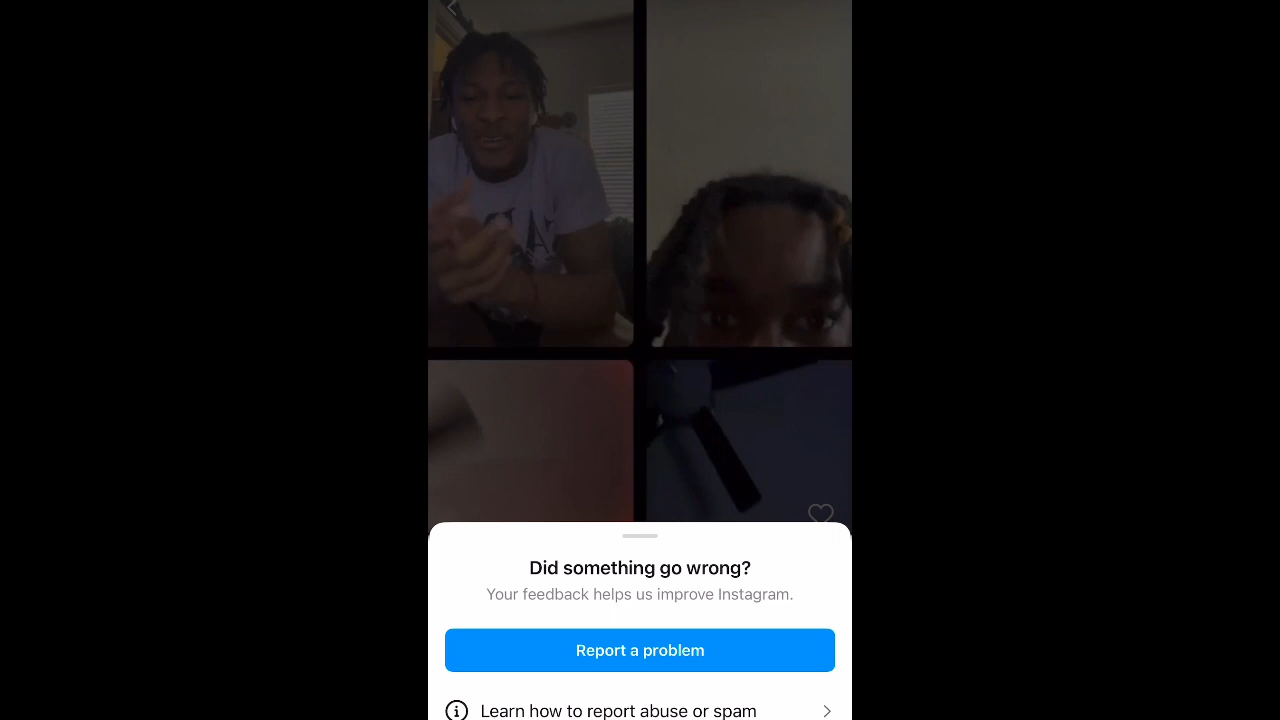 Did something go wrong?
Your feedback helps us improve Instagram.
Report a problem
Learn how to report abuse or spam